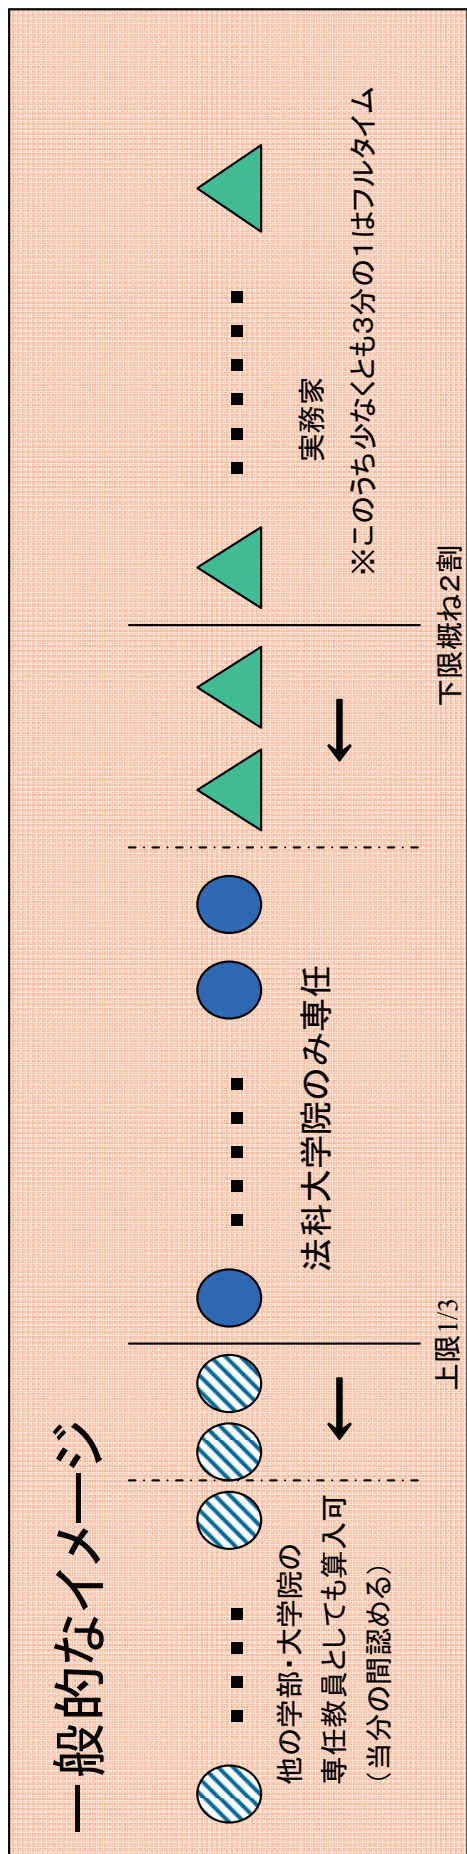 一般的なイメージ
他の学部・大学院の
専任教員としても算入可
（当分の間認める）
上限1/3
法科大学院のみ専任
下限概ね２割
実務家
※このうち少なくとも３分の１はフルタイム